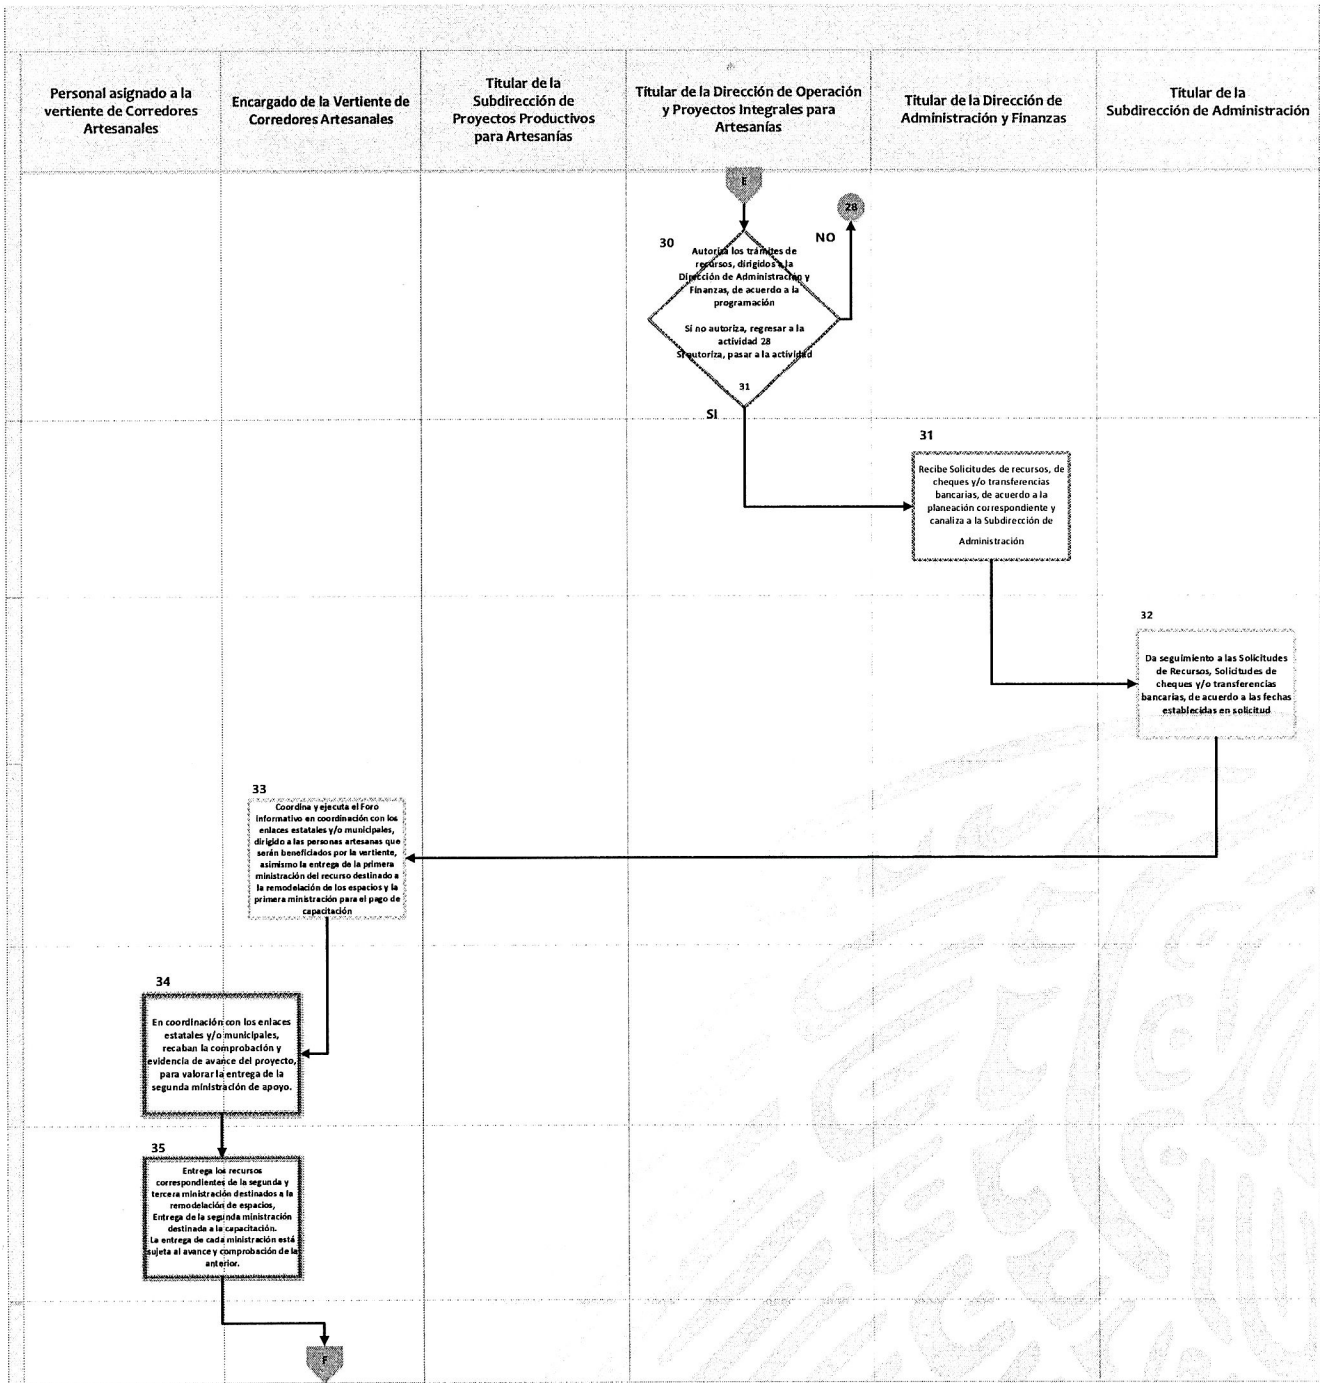 Personal asignado a la
vertiente de Corredores
Artesanales
Encargado de la Vertiente de
Corredores Artesanales
Titular de la
Subdirección de
Proyectos Productivos
para Artesanías
Titular de la Dirección de Operación
y Proyectos Integrales para
Artesanías
Titular de la Dirección de
Administración y Finanzas
Titular de la
Subdirección de Administración
E
28
NO
30
Autoriza los trámites de
recursos, dirigidos a la
Dirección de Administración y
Finanzas, de acuerdo a la
programación
Si no autoriza, regresar a la
actividad 28
Si autoriza, pasar a la actividad
31
SI
31
Recibe Solicitudes de recursos, de
cheques y/o transferencias
bancarias, de acuerdo a la
planeación correspondiente y
canaliza a la Subdirección de
Administración
32
Da seguimiento a las Solicitudes
de Recursos, Solicitudes de
cheques y/o transferencias
bancarias, de acuerdo a las fechas
establecidas en solicitud
33
Coordina y ejecuta el Foro
Informativo en coordinación con los
enlaces estatales y/o municipales,
dirigido a las personas artesanas que
serán beneficiados por la vertiente,
asimismo la entrega de la primera
ministración del recurso destinado a
la remodelación de los espacios y la
primera ministración para el pago de
capacitación
34
En coordinación con los enlaces
estatales y/o municipales,
recaban la comprobación y
evidencia de avance del proyecto,
para valorar la entrega de la
segunda ministración de apoyo.
35
Entrega los recursos
correspondientes de la segunda y
tercera ministración destinados a la
remodelación de espacios,
Entrega de la segunda ministración
destinada a la capacitación.
La entrega de cada ministración está
sujeta al avance y comprobación de la
anterior.
F